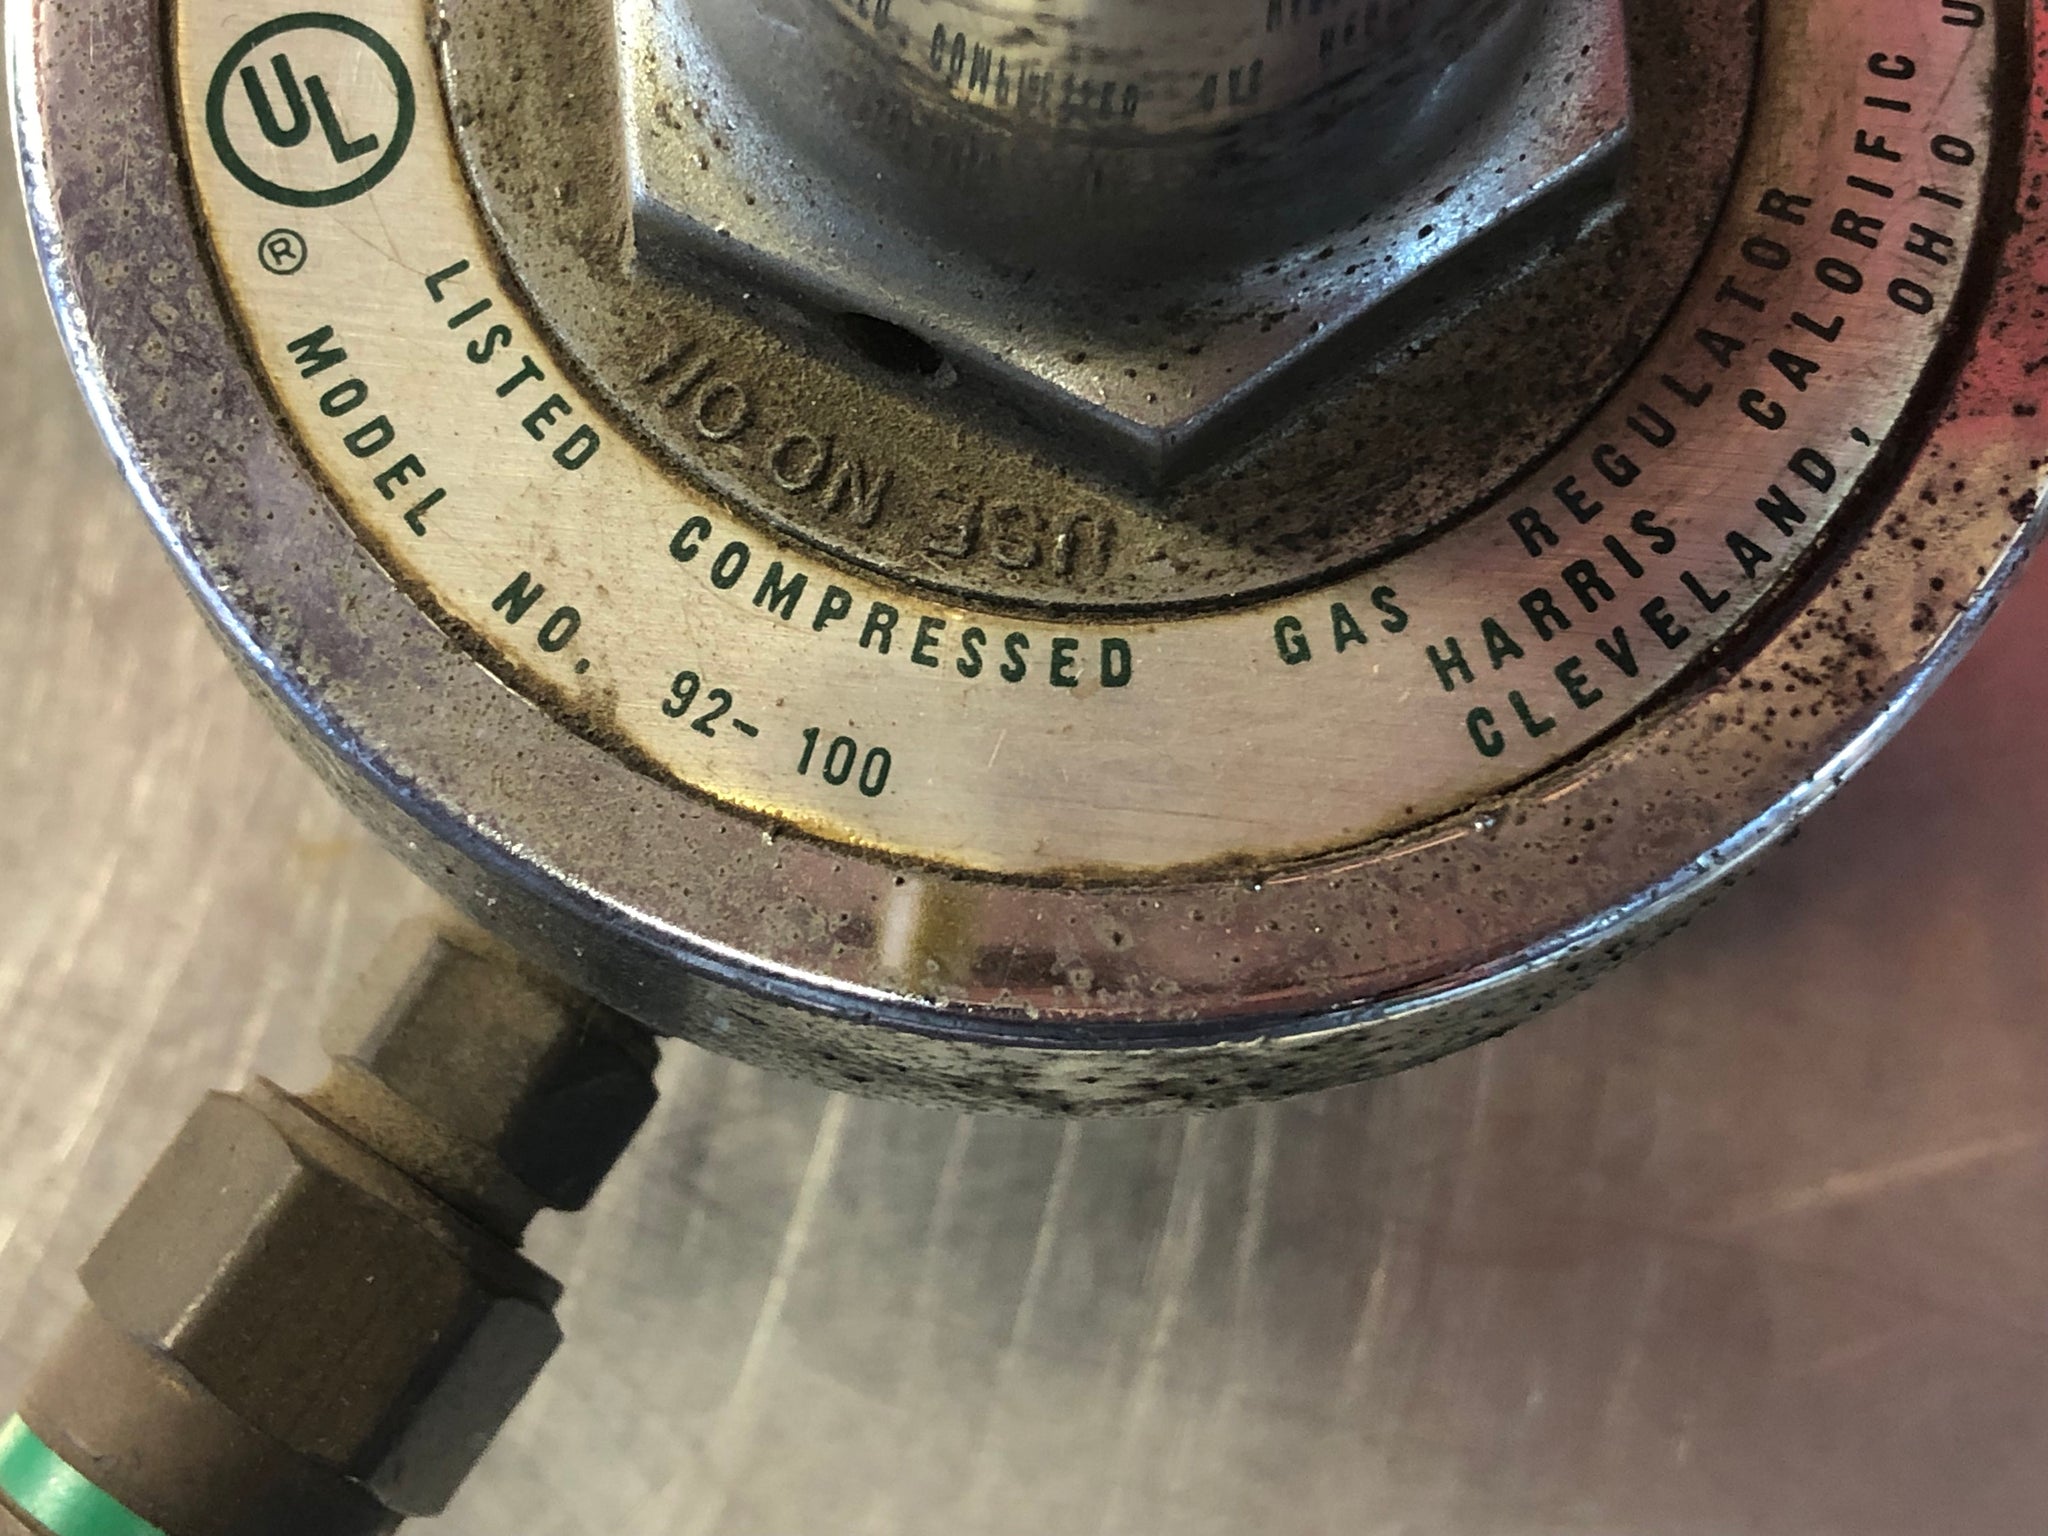 UL
®
LISTED COMPRESSED GAS REGULATOR
MODEL NO. 92-100
HARRIS CALORIFIC
CLEVELAND, OHIO U
USE NO OIL